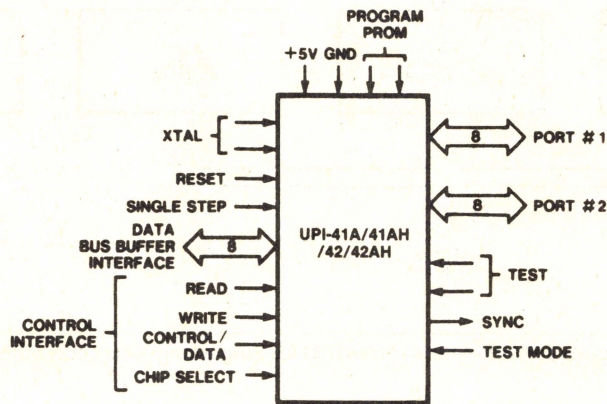 PROGRAM
PROM
+5V GND
XTAL
RESET
SINGLE STEP
DATA
BUS BUFFER
INTERFACE
8
READ
WRITE
CONTROL/
DATA
CHIP SELECT
CONTROL
INTERFACE
UPI-41A/41AH
/42/42AH
8
PORT #1
8
PORT #2
TEST
SYNC
TEST MODE